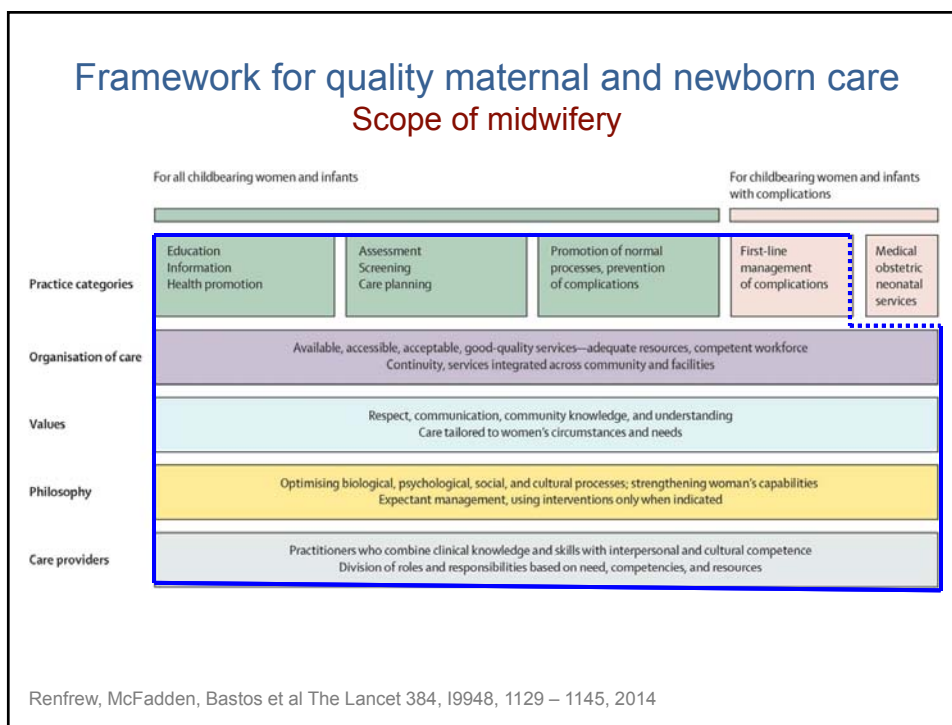 Framework for quality maternal and newborn care
Scope of midwifery
For all childbearing women and infants
For childbearing women and infants
with complications
Practice categories
Education
Information
Health promotion
Assessment
Screening
Care planning
Promotion of normal
processes, prevention
of complications
First-line
management
of complications
Medical
obstetric
neonatal
services
Organisation of care
Available, accessible, acceptable, good-quality services—adequate resources, competent workforce
Continuity, services integrated across community and facilities
Values
Respect, communication, community knowledge, and understanding
Care tailored to women's circumstances and needs
Philosophy
Optimising biological, psychological, social, and cultural processes; strengthening woman's capabilities
Expectant management, using interventions only when indicated
Care providers
Practitioners who combine clinical knowledge and skills with interpersonal and cultural competence
Division of roles and responsibilities based on need, competencies, and resources
Renfrew, McFadden, Bastos et al The Lancet 384, I9948, 1129 – 1145, 2014